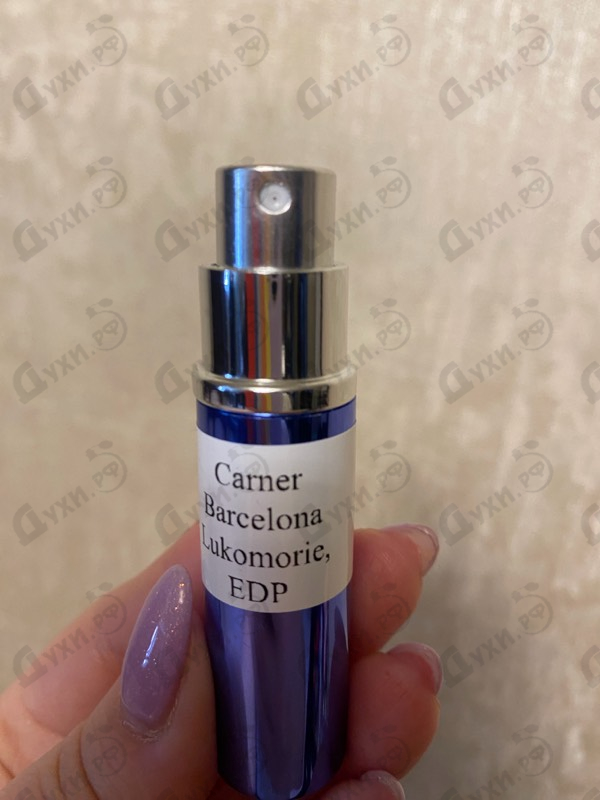 Carner
Barcelona
Lukomorie,
EDP
Духи.рф